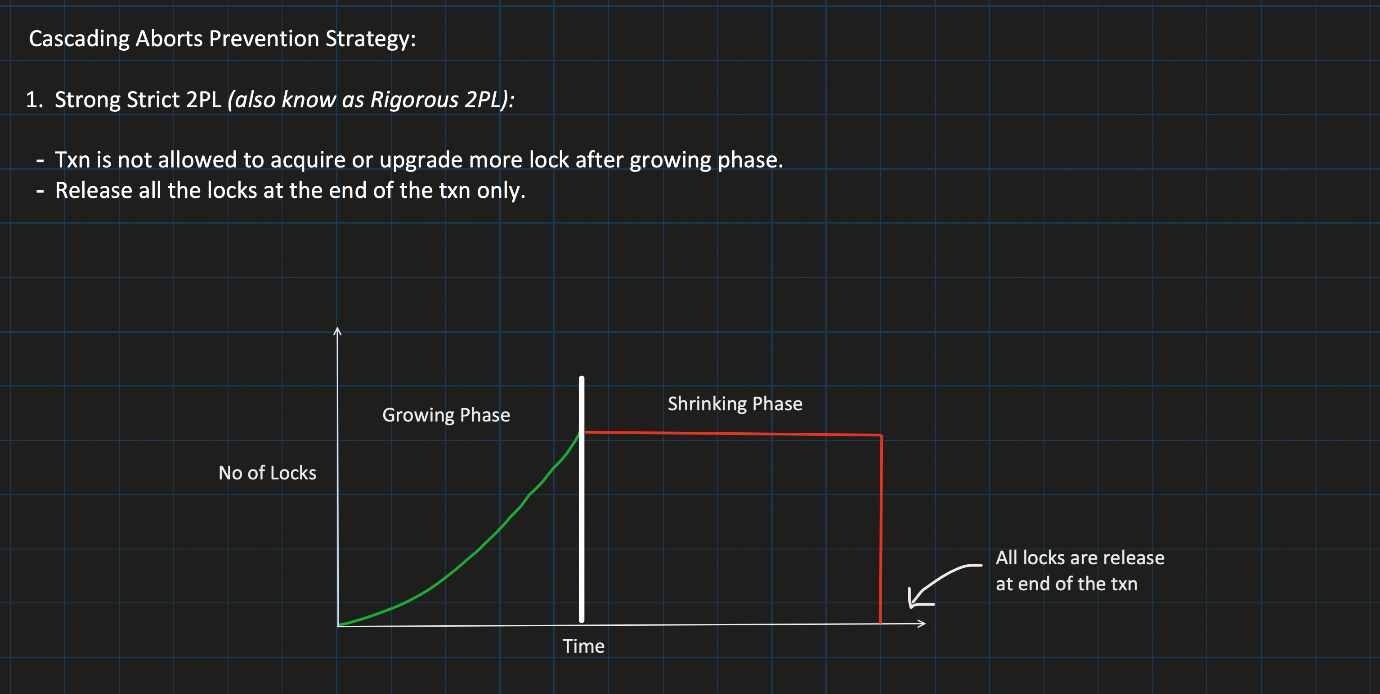 Cascading Aborts Prevention Strategy:
1. Strong Strict 2PL (also know as Rigorous 2PL):
- Txn is not allowed to acquire or upgrade more lock after growing phase.
- Release all the locks at the end of the txn only.
Shrinking Phase
Growing Phase
No of Locks
All locks are release
at end of the txn
Time